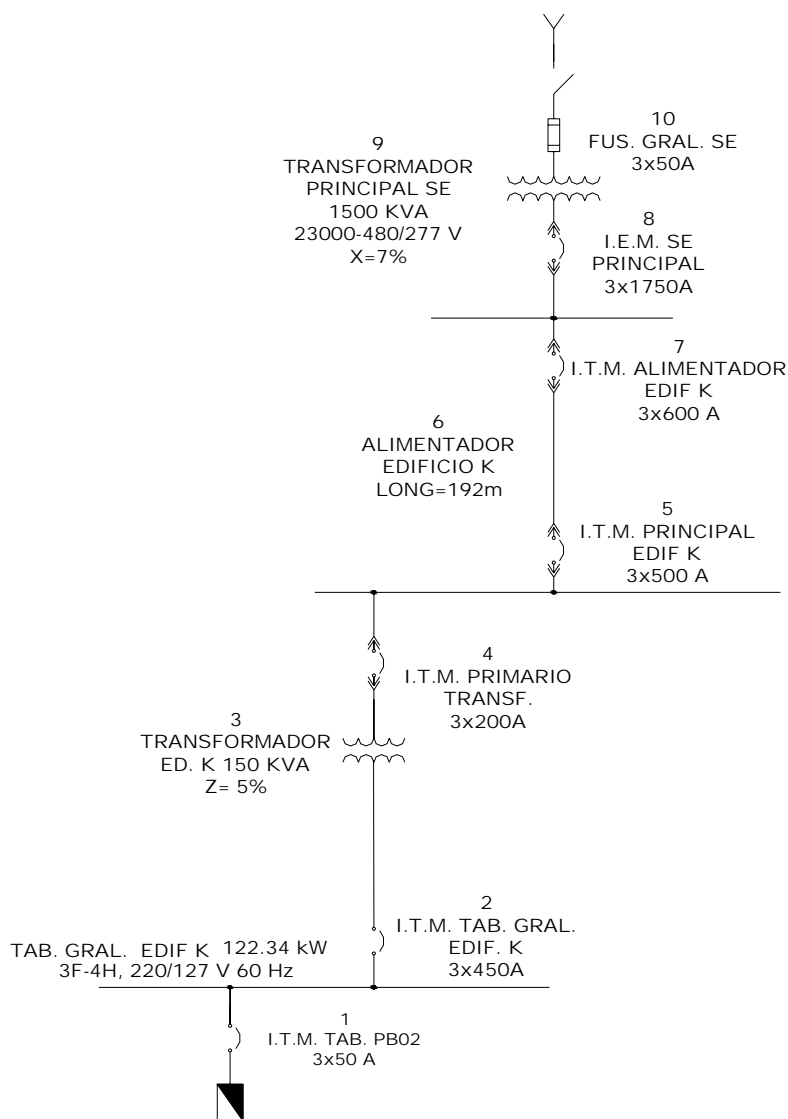 10
FUS. GRAL. SE
3x50A
9
TRANSFORMADOR
PRINCIPAL SE
1500 KVA
23000-480/277 V
X=7%
8
I.E.M. SE
PRINCIPAL
3x1750A
7
I.T.M. ALIMENTADOR
EDIF K
3x600 A
6
ALIMENTADOR
EDIFICIO K
LONG=192m
5
I.T.M. PRINCIPAL
EDIF K
3x500 A
4
I.T.M. PRIMARIO
TRANSF.
3x200A
3
TRANSFORMADOR
ED. K 150 KVA
Z= 5%
2
I.T.M. TAB. GRAL.
EDIF. K
3x450A
TAB. GRAL. EDIF K 122.34 kW
3F-4H, 220/127 V 60 Hz
1
I.T.M. TAB. PB02
3x50 A